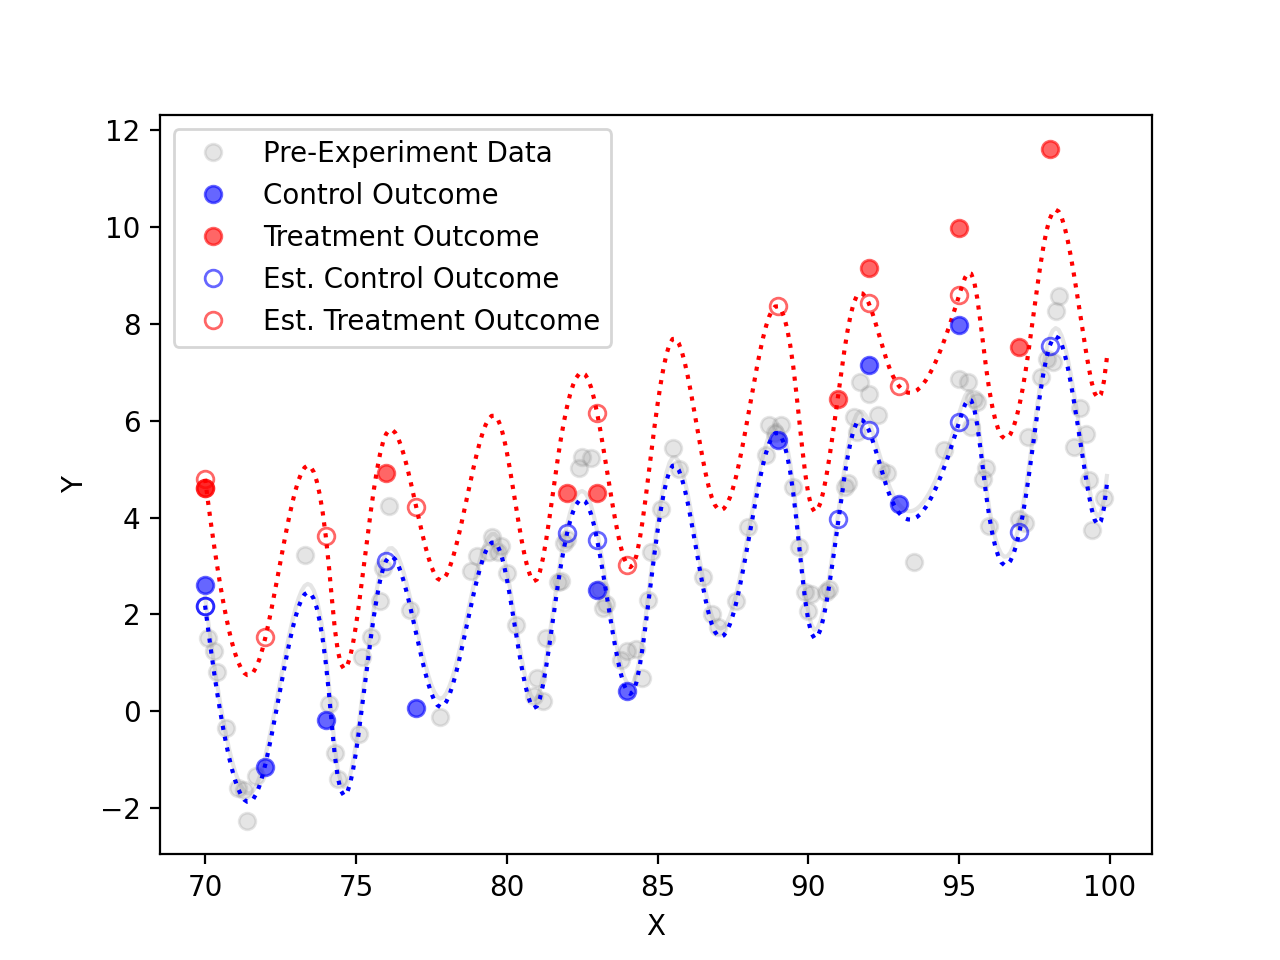 12
10
8
6
4
2
0
−2
Y
Pre-Experiment Data
Control Outcome
Treatment Outcome
Est. Control Outcome
Est. Treatment Outcome
70 75 80 85 90 95 100
X